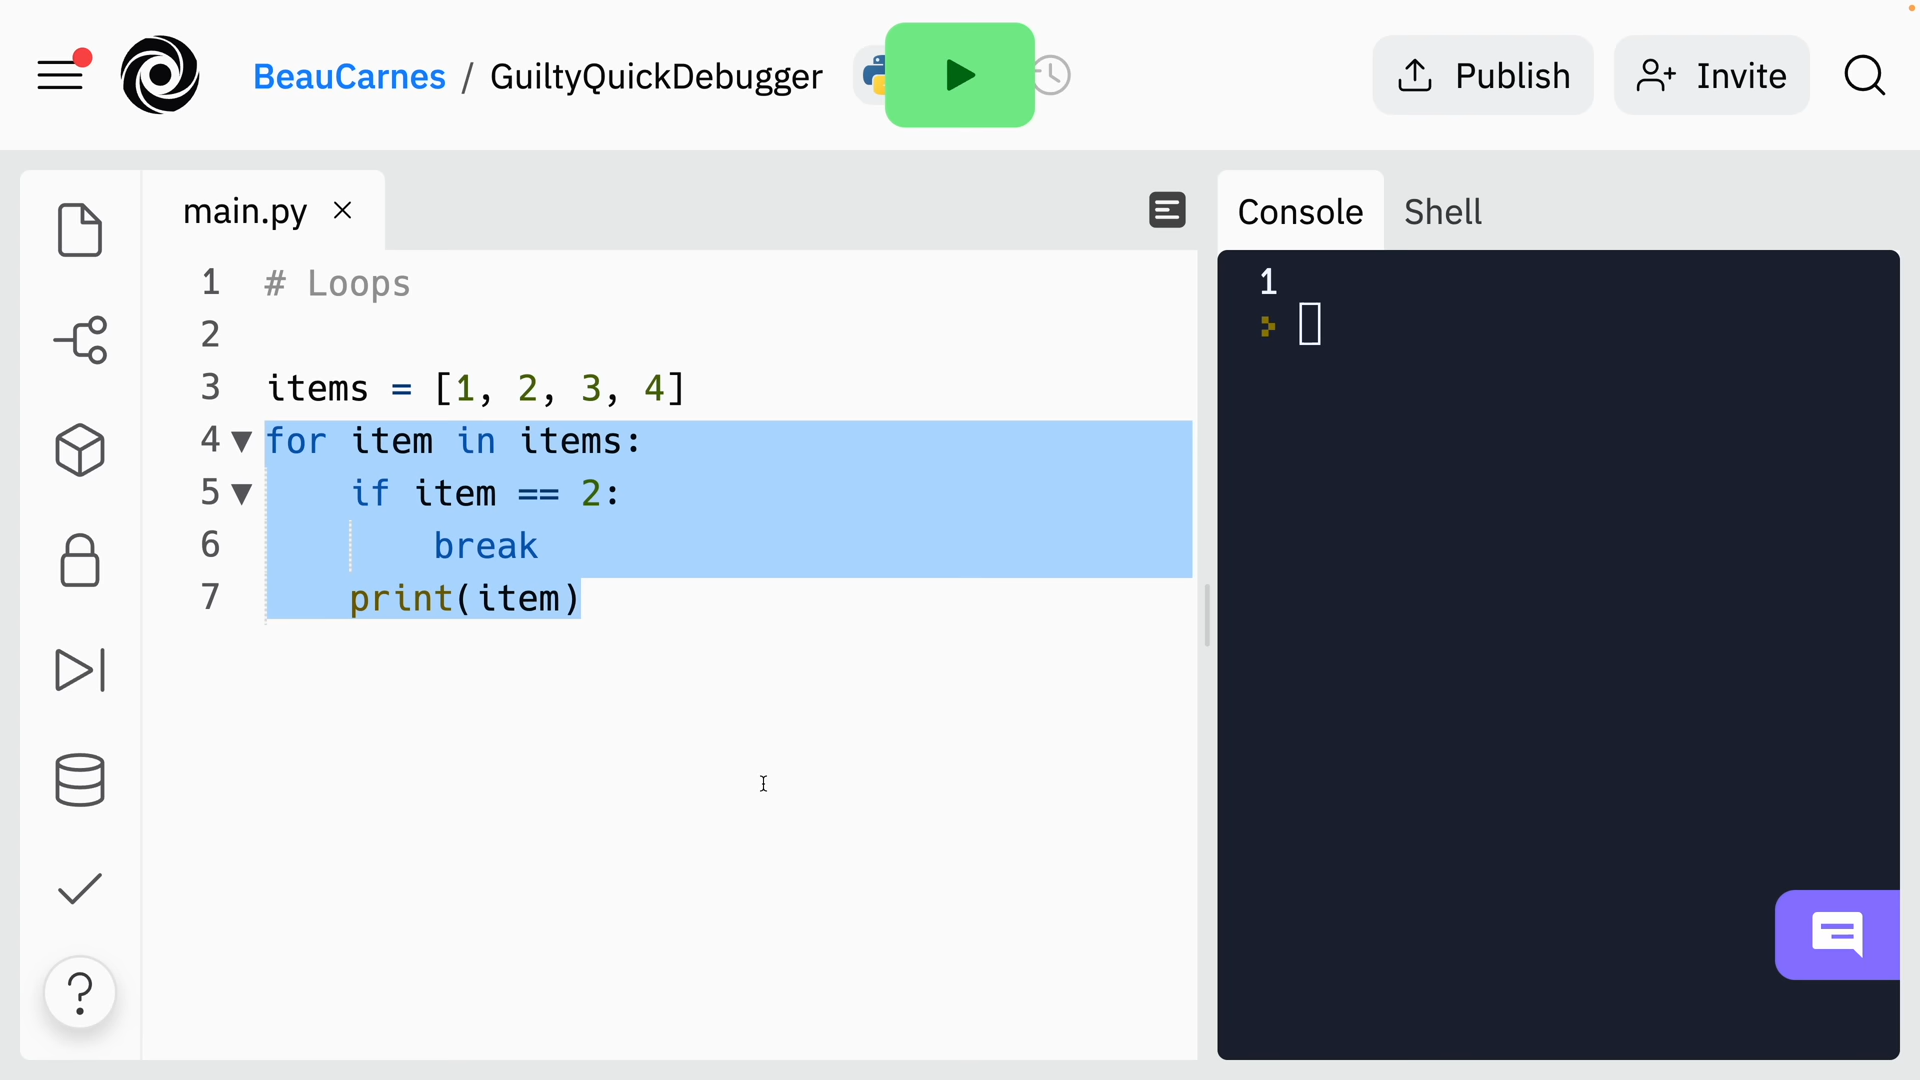 BeauCarnes / GuiltyQuickDebugger
Publish
Invite
main.py
Console
Shell
1 # Loops
2
3 items = [1, 2, 3, 4]
4 for item in items:
5     if item == 2:
6         break
7     print(item)
1
?